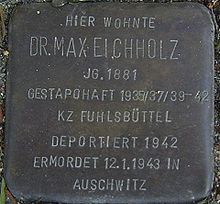 HIER WOHNTE
DR. MAX EICHHOLZ
JG. 1881
GESTAPOHAFT 1935/37/39-42
KZ FUHLSBÜTTEL
DEPORTIERT 1942
ERMORDET 12.1.1943 IN
AUSCHWITZ